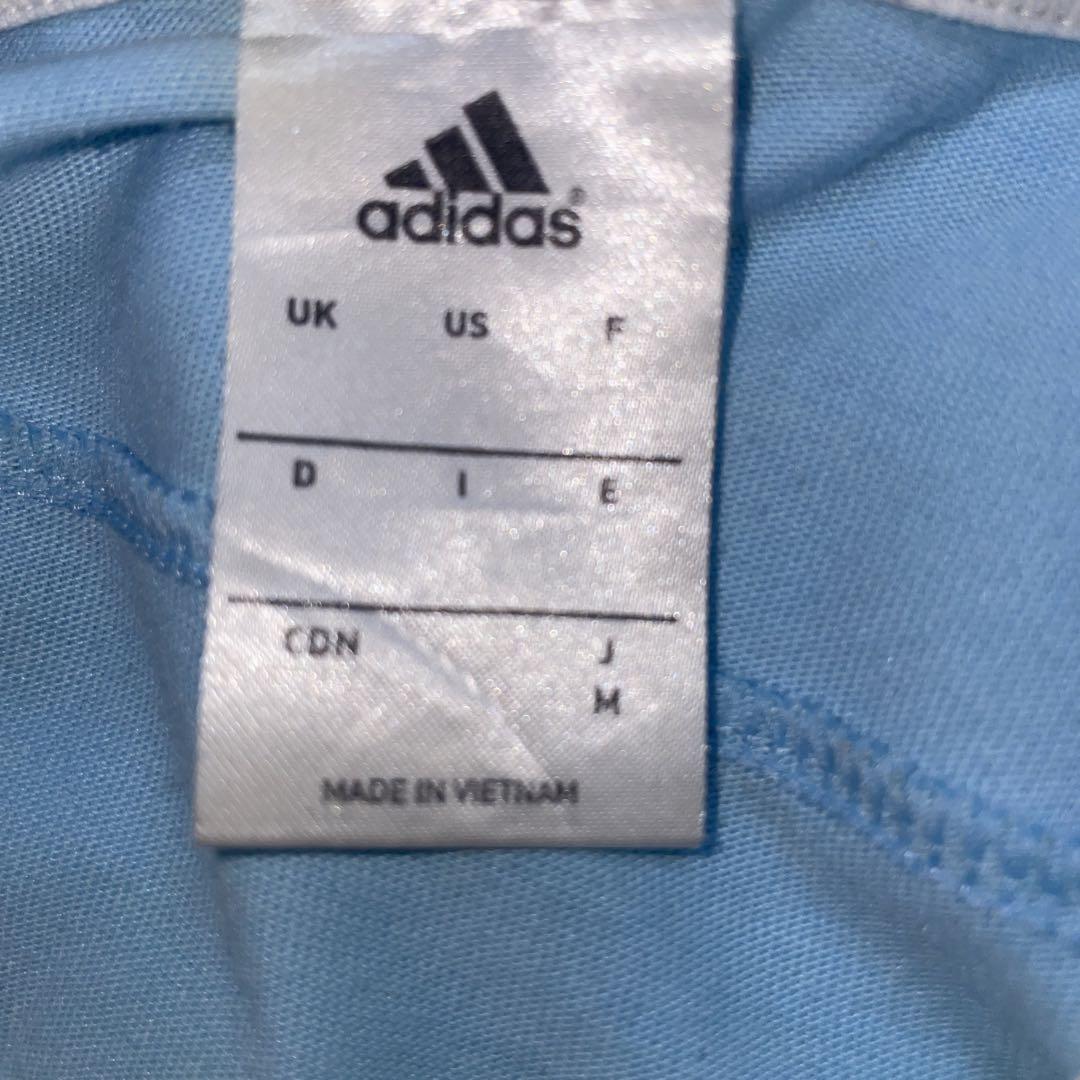 adidas®
UK US F
D I E
CDN J
M
MADE IN VIETNAM